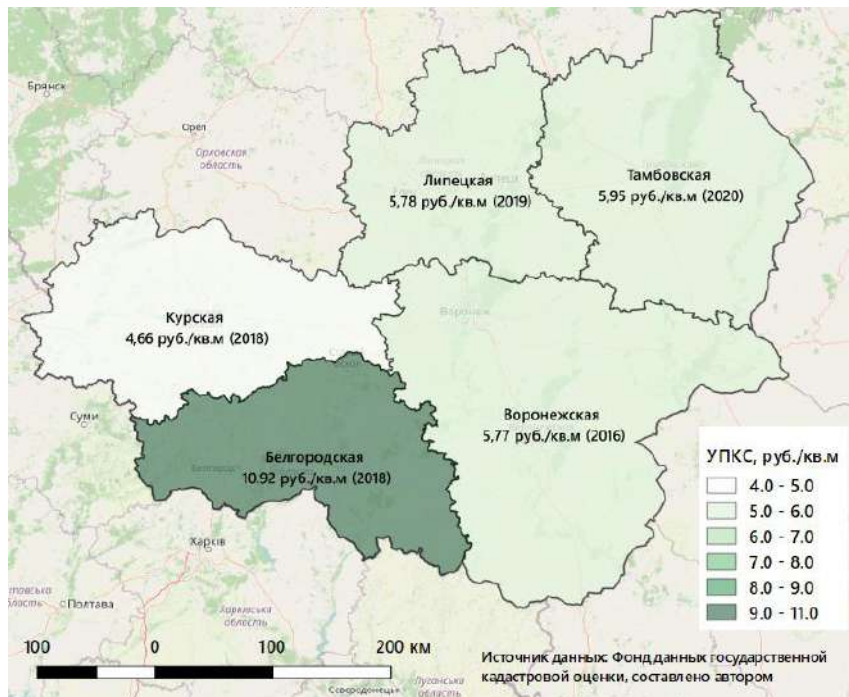 Брянск
Орел
Орловская
область
Липецкая
5,78 руб./кв.м (2019)
Тамбовская
5,95 руб./кв.м (2020)
Курская
4,66 руб./кв.м (2018)
Воронеж
Суми
Белгородская
10.92 руб./кв.м (2018)
Воронежская
5,77 руб./кв.м (2016)
УПКС, руб./кв.м
4.0 - 5.0
5.0 - 6.0
6.0 - 7.0
7.0 - 8.0
8.0 - 9.0
9.0 - 11.0
Харків
Полтава
Харківська
область
100 0 100 200 км
Луганська
область
Источник данных: Фонд данных государственной
кадастровой оценки, составлено автором